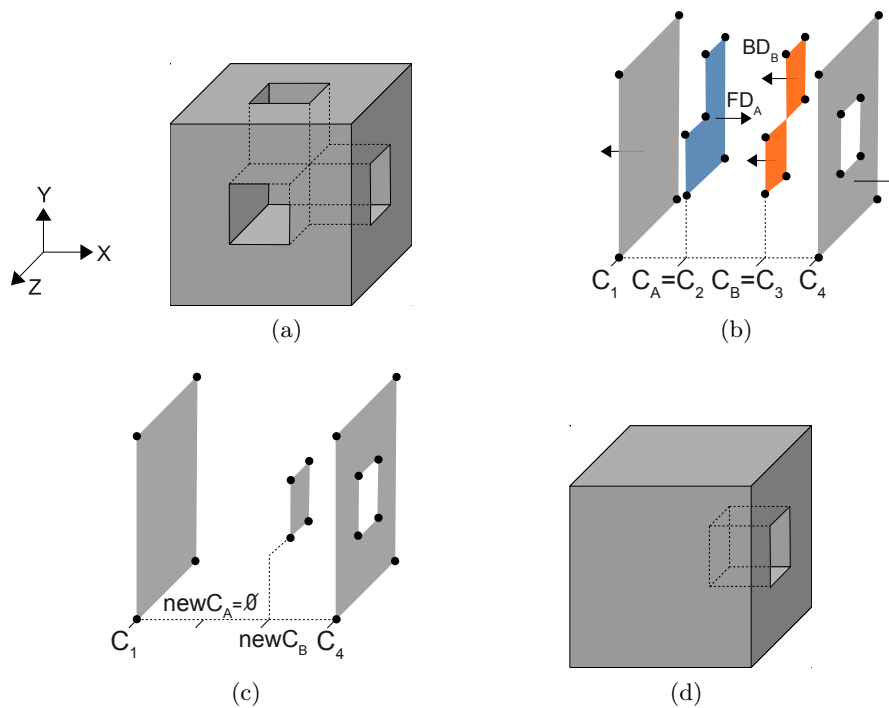 Y
X
Z
(a)
BD_B
FD_A
C_1 C_A=C_2 C_B=C_3 C_4
(b)
newC_A=∅
C_1 newC_B C_4
(c)
(d)